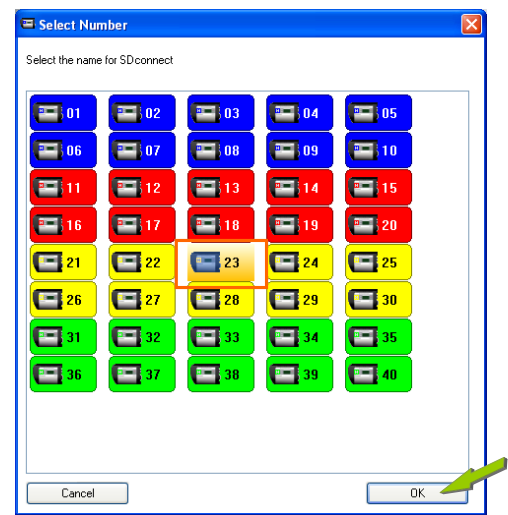 Select Number
Select the name for SDconnect
01 02 03 04 05
06 07 08 09 10
11 12 13 14 15
16 17 18 19 20
21 22 23 24 25
26 27 28 29 30
31 32 33 34 35
36 37 38 39 40
Cancel OK